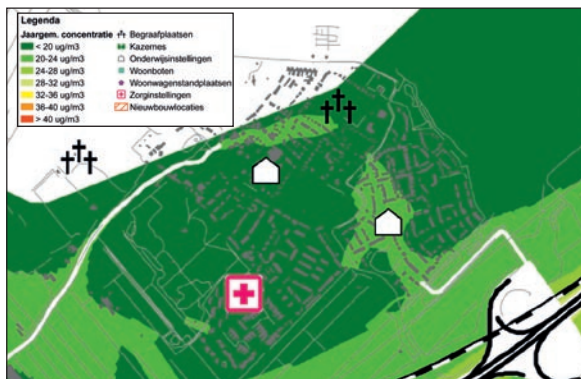 Legenda
Jaargem. concentratie
< 20 ug/m3
20-24 ug/m3
24-28 ug/m3
28-32 ug/m3
32-36 ug/m3
36-40 ug/m3
> 40 ug/m3
Begraafplaatsen
Kazernes
Onderwijsinstellingen
Woonboten
Woonwagenstandplaatsen
Zorginstellingen
Nieuwbouwlocaties